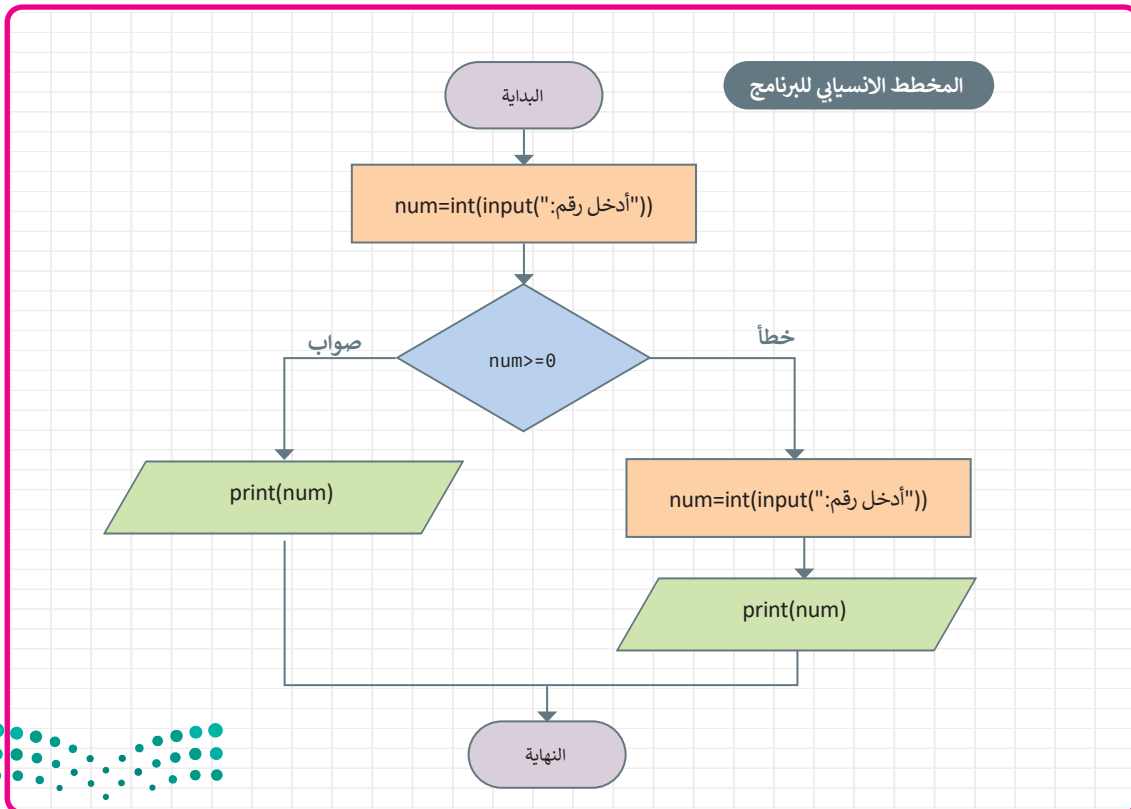 المخطط الانسيابي للبرنامج
البداية
num=int(input("أدخل رقم:"))
num>=0
صواب
خطأ
print(num)
num=int(input("أدخل رقم:"))
print(num)
النهاية